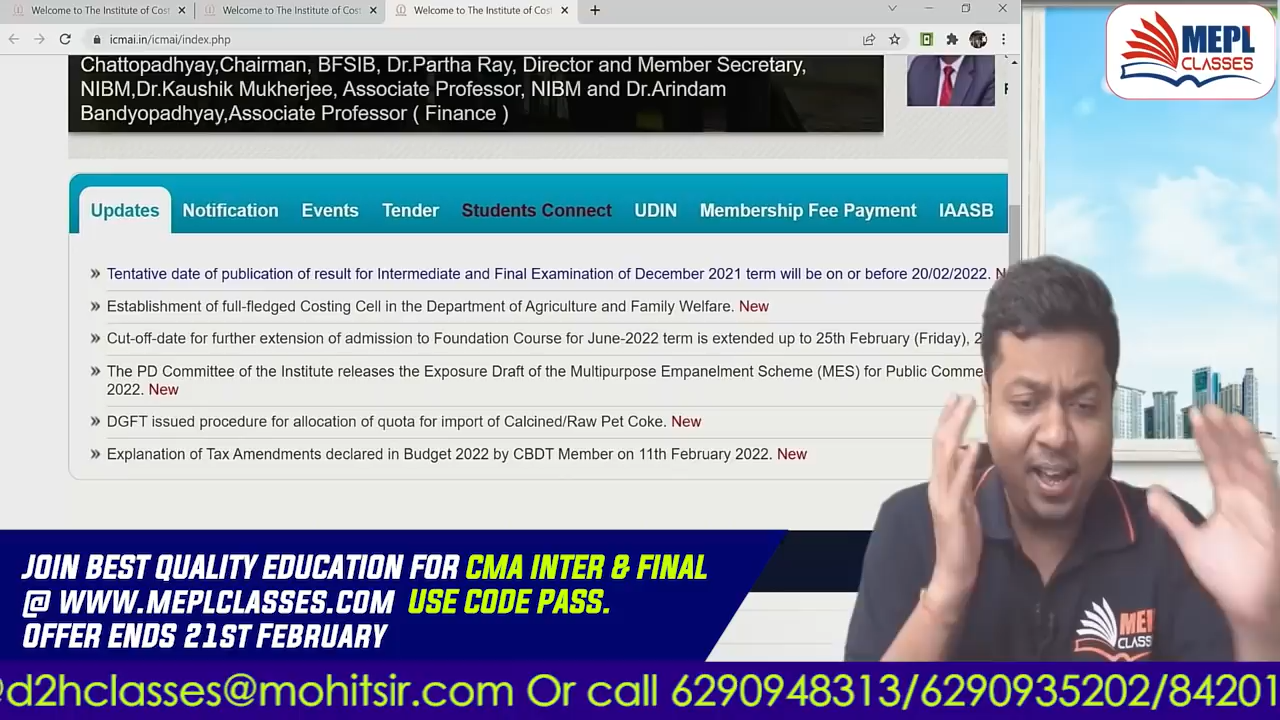 Welcome to The Institute of Cost
Welcome to The Institute of Cost
Welcome to The Institute of Cost
icmai.in/icmai/index.php
MEPL
CLASSES
Chattopadhyay,Chairman, BFSIB, Dr.Partha Ray, Director and Member Secretary,
NIBM,Dr.Kaushik Mukherjee, Associate Professor, NIBM and Dr.Arindam
Bandyopadhyay,Associate Professor ( Finance )
Updates Notification Events Tender Students Connect UDIN Membership Fee Payment IAASB
» Tentative date of publication of result for Intermediate and Final Examination of December 2021 term will be on or before 20/02/2022.
» Establishment of full-fledged Costing Cell in the Department of Agriculture and Family Welfare. New
» Cut-off-date for further extension of admission to Foundation Course for June-2022 term is extended up to 25th February (Friday), 2
» The PD Committee of the Institute releases the Exposure Draft of the Multipurpose Empanelment Scheme (MES) for Public Comme
2022. New
» DGFT issued procedure for allocation of quota for import of Calcined/Raw Pet Coke. New
» Explanation of Tax Amendments declared in Budget 2022 by CBDT Member on 11th February 2022. New
JOIN BEST QUALITY EDUCATION FOR CMA INTER & FINAL
@ WWW.MEPLCLASSES.COM USE CODE PASS.
OFFER ENDS 21ST FEBRUARY
MEPL
CLASSES
@d2hclasses@mohitsir.com Or call 6290948313/6290935202/84201